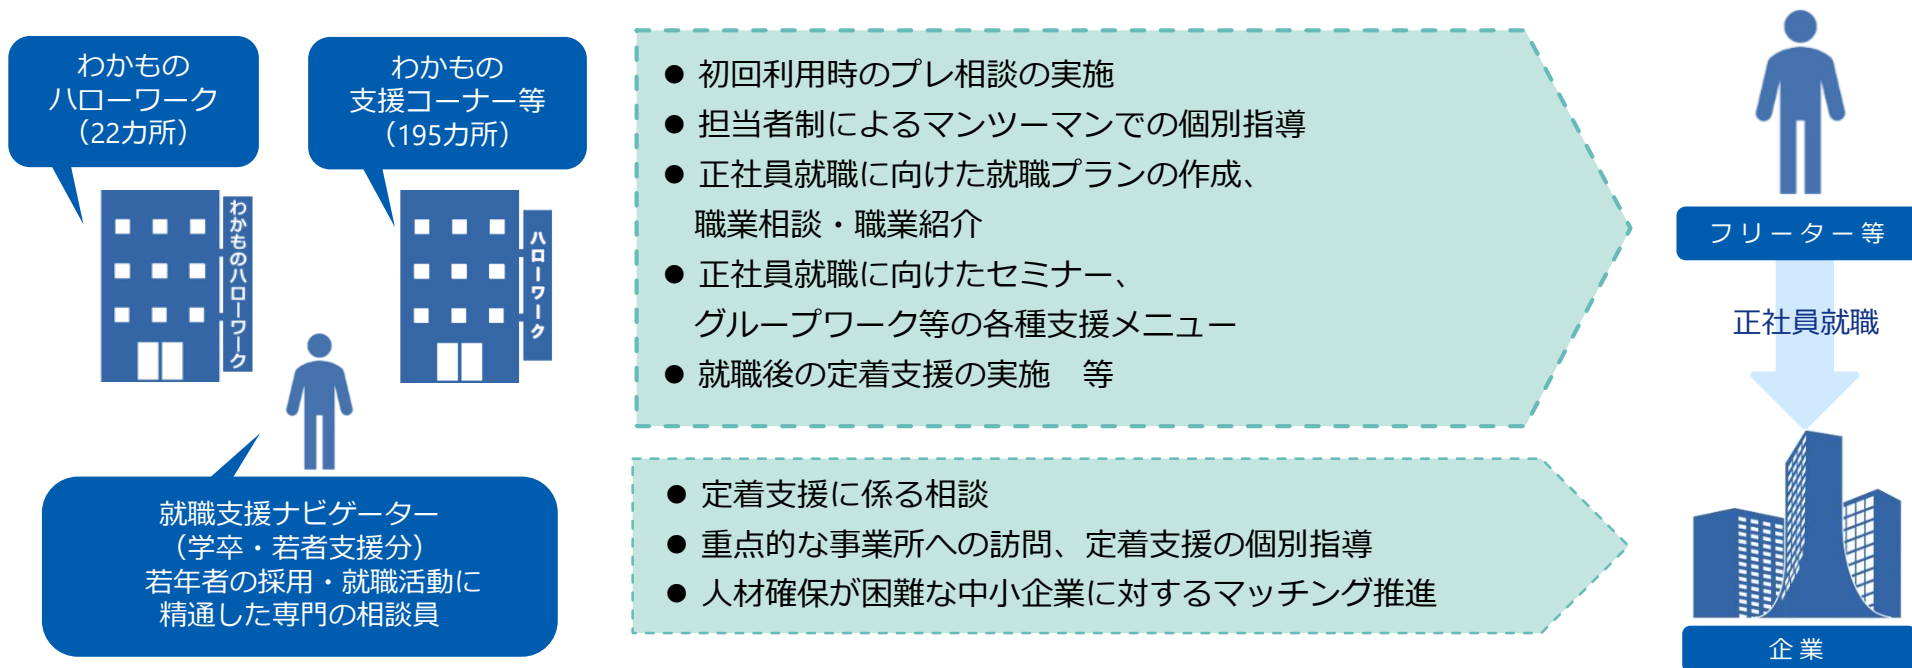 わかもの
ハローワーク
（22カ所）
わかもの
支援コーナー等
（195カ所）
わかものハローワーク
ハローワーク
就職支援ナビゲーター
（学卒・若者支援分）
若年者の採用・就職活動に
精通した専門の相談員
● 初回利用時のプレ相談の実施
● 担当者制によるマンツーマンでの個別指導
● 正社員就職に向けた就職プランの作成、
職業相談・職業紹介
● 正社員就職に向けたセミナー、
グループワーク等の各種支援メニュー
● 就職後の定着支援の実施　等
● 定着支援に係る相談
● 重点的な事業所への訪問、定着支援の個別指導
● 人材確保が困難な中小企業に対するマッチング推進
フリーター等
正社員就職
企業